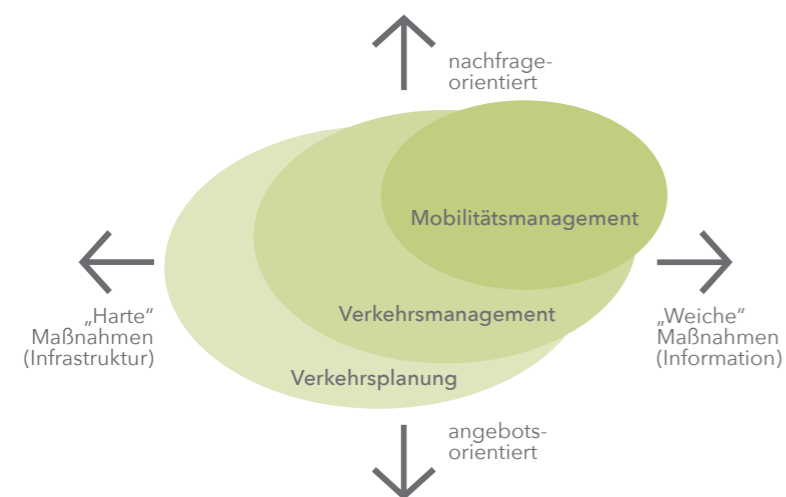 nachfrage-
orientiert
Mobilitätsmanagement
„Harte“
Maßnahmen
(Infrastruktur)
Verkehrsmanagement
„Weiche“
Maßnahmen
(Information)
Verkehrsplanung
angebots-
orientiert